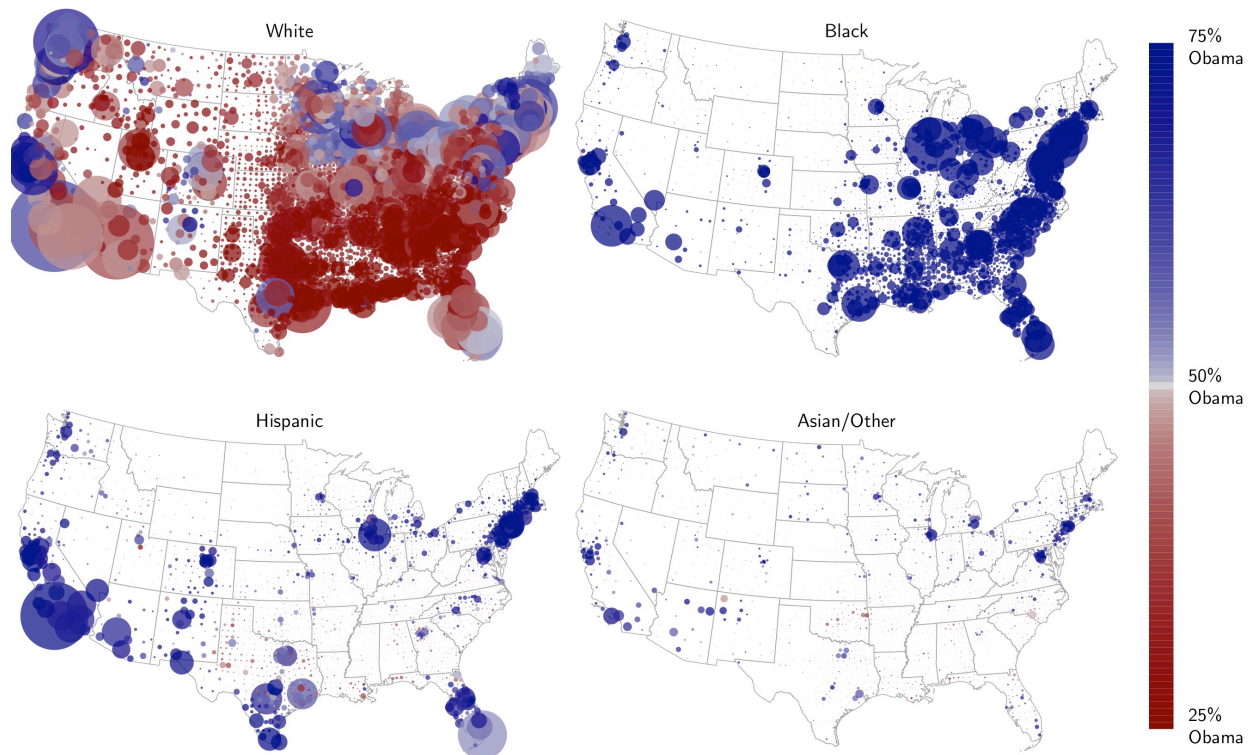 White
Black
75%
Obama
50%
Obama
Hispanic
Asian/Other
25%
Obama